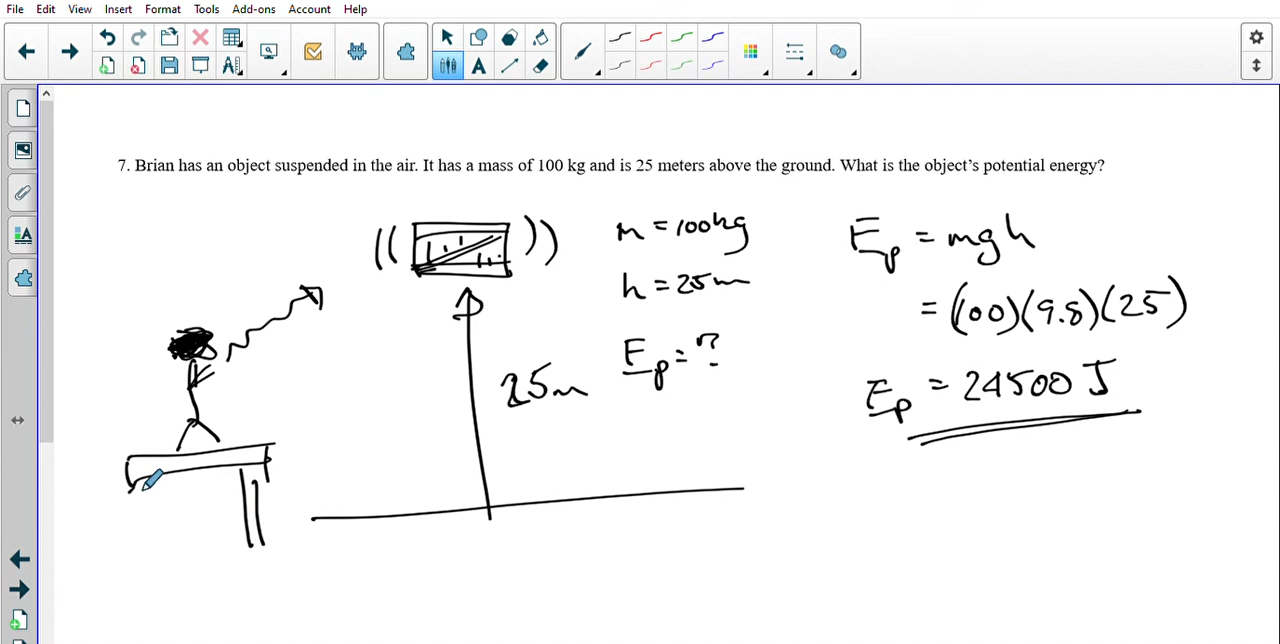 File Edit View Insert Format Tools Add-ons Account Help
7. Brian has an object suspended in the air. It has a mass of 100 kg and is 25 meters above the ground. What is the object’s potential energy?
m = 100kg
h = 25m
Ep = ?
25m
Ep = mgh
= (100)(9.8)(25)
Ep = 24500 J